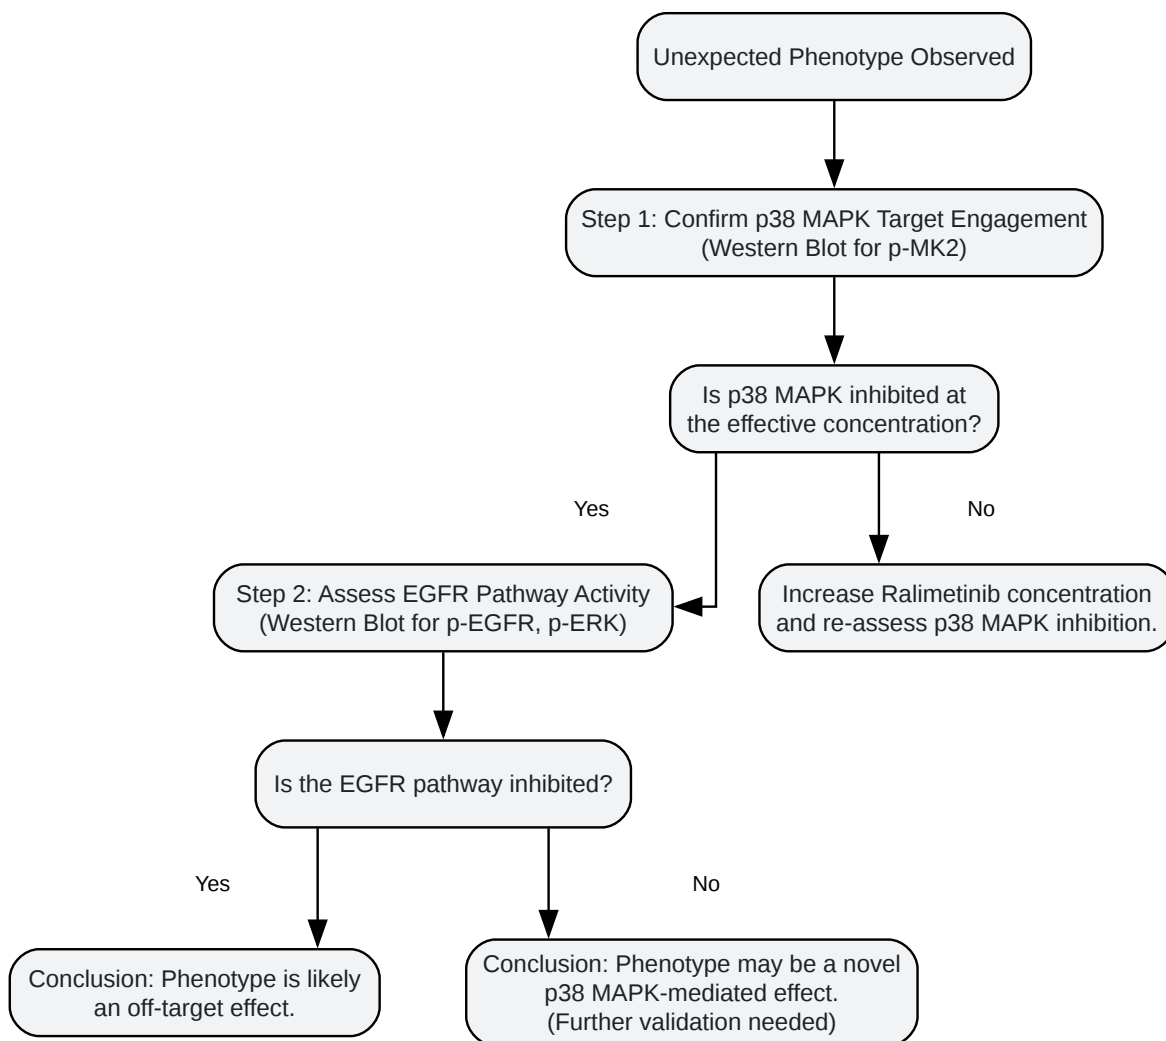 Unexpected Phenotype Observed
Step 1: Confirm p38 MAPK Target Engagement
(Western Blot for p-MK2)
Is p38 MAPK inhibited at
the effective concentration?
Yes
No
Step 2: Assess EGFR Pathway Activity
(Western Blot for p-EGFR, p-ERK)
Increase Ralimetinib concentration
and re-assess p38 MAPK inhibition.
Is the EGFR pathway inhibited?
Yes
No
Conclusion: Phenotype is likely
an off-target effect.
Conclusion: Phenotype may be a novel
p38 MAPK-mediated effect.
(Further validation needed)